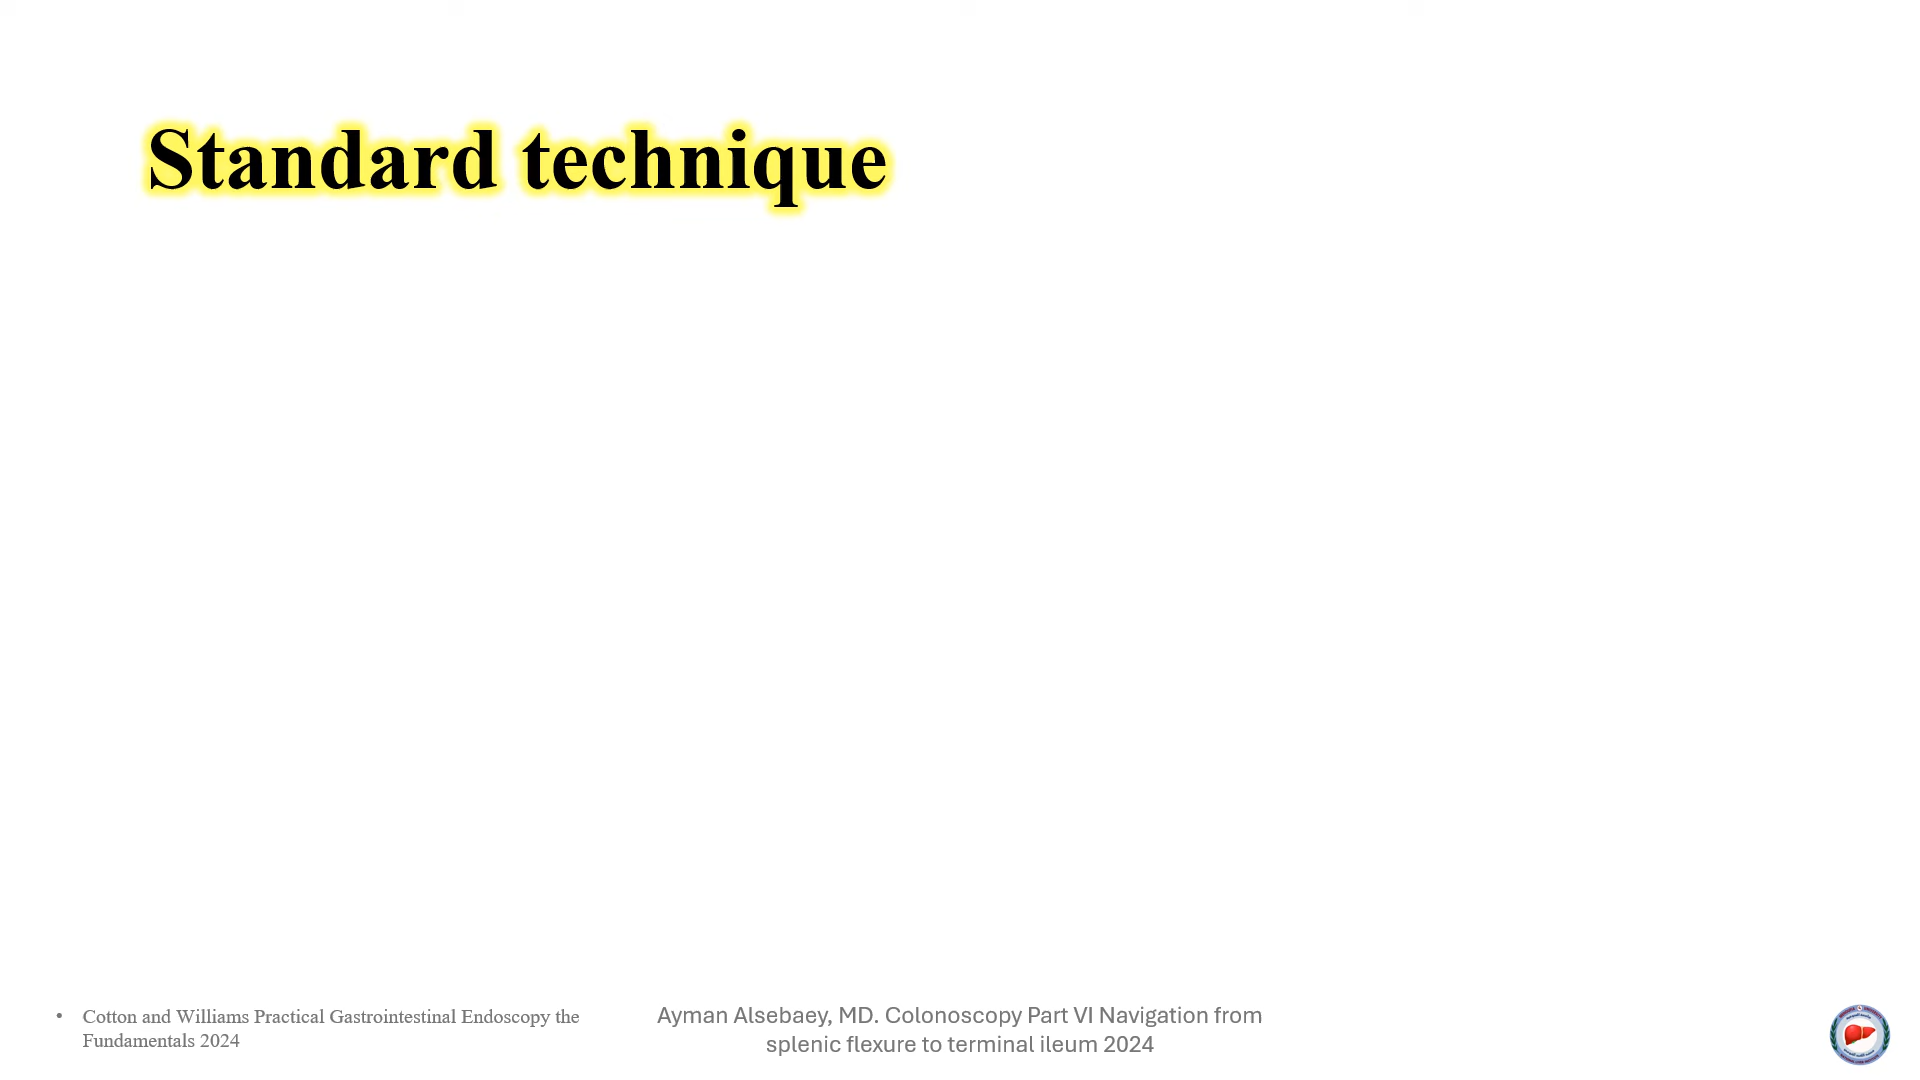 Standard technique
• Cotton and Williams Practical Gastrointestinal Endoscopy the
Fundamentals 2024
Ayman Alsebaey, MD. Colonoscopy Part VI Navigation from
splenic flexure to terminal ileum 2024